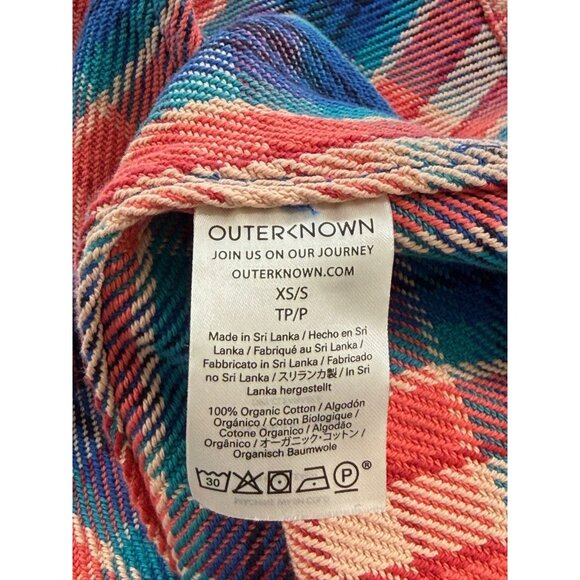 OUTERKNOWN
JOIN US ON OUR JOURNEY
OUTERKNOWN.COM
XS/S
TP/P
Made in Sri Lanka / Hecho en Sri
Lanka / Fabriqué au Sri Lanka /
Fabbricato in Sri Lanka / Fabricado
no Sri Lanka / スリランカ製 / In Sri
Lanka hergestellt
100% Organic Cotton / Algodón
Orgánico / Coton Biologique /
Cotone Organico / Algodão
Orgânico / オーガニック・コットン /
Organisch Baumwole
30 P ®